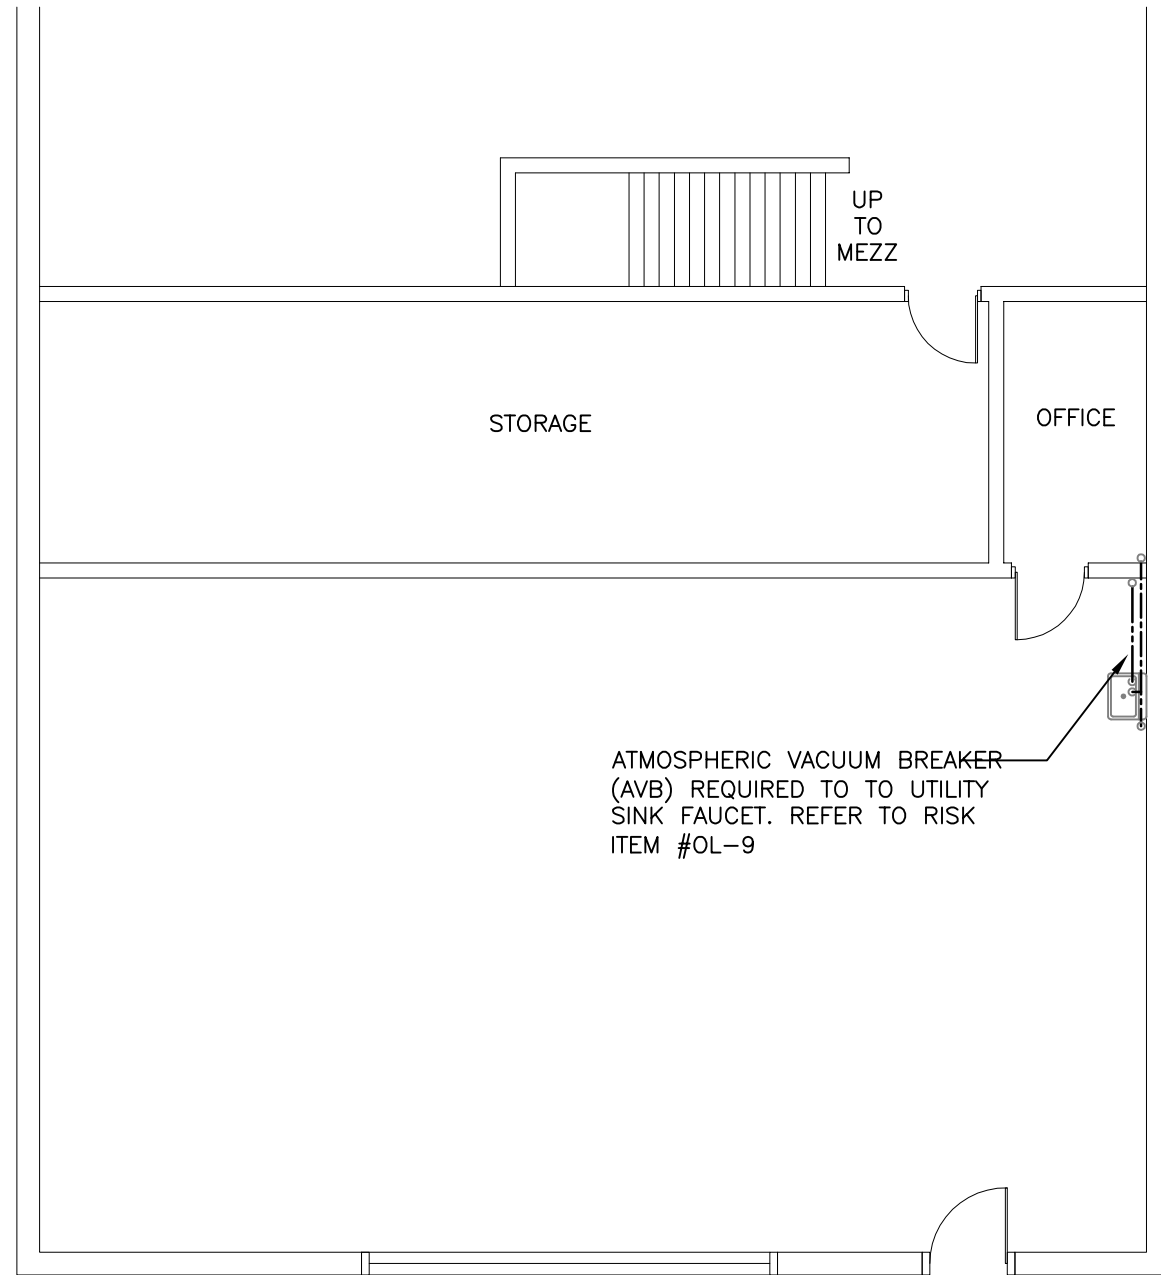 UP
TO
MEZZ
STORAGE
OFFICE
ATMOSPHERIC VACUUM BREAKER
(AVB) REQUIRED TO TO UTILITY
SINK FAUCET. REFER TO RISK
ITEM #OL-9